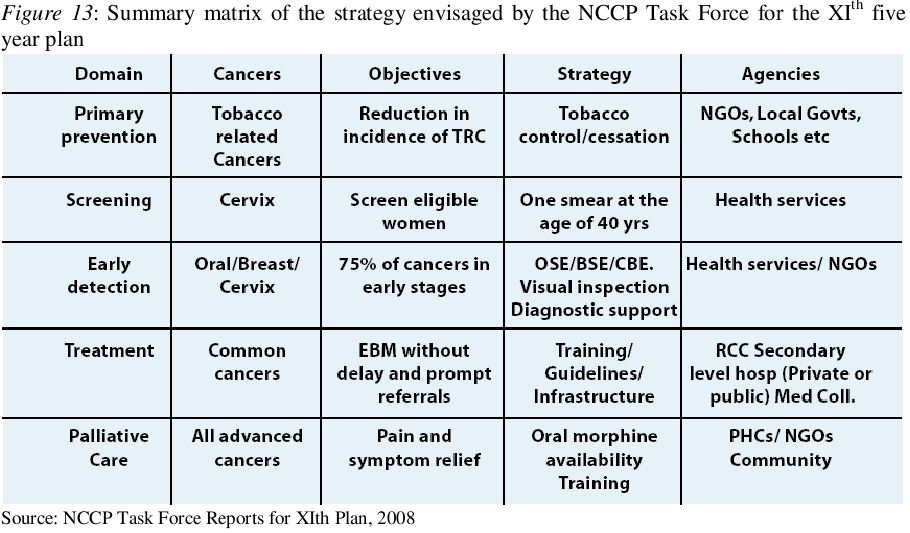 Figure 13: Summary matrix of the strategy envisaged by the NCCP Task Force for the XIth five
year plan
Domain Cancers Objectives Strategy Agencies
Primary Tobacco Reduction in Tobacco NGOs, Local Govts,
prevention related incidence of TRC control/cessation Schools etc
Cancers
Screening Cervix Screen eligible One smear at the Health services
women age of 40 yrs
Early Oral/Breast/ 75% of cancers in OSE/BSE/CBE. Health services/ NGOs
detection Cervix early stages Visual inspection
Diagnostic support
Treatment Common EBM without Training/ RCC Secondary
cancers delay and prompt Guidelines/ level hosp (Private or
referrals Infrastructure public) Med Coll.
Palliative All advanced Pain and Oral morphine PHCs/ NGOs
Care cancers symptom relief availability Community
Training
Source: NCCP Task Force Reports for XIth Plan, 2008